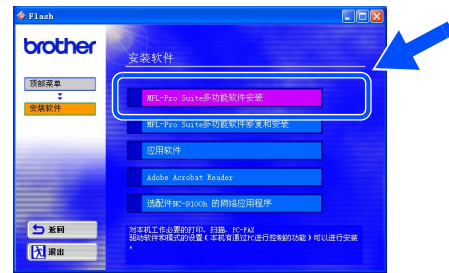 Flash
brother
安装软件
顶部菜单
安装软件
MFL-Pro Suite多功能软件安装
MFL-Pro Suite多功能软件修复和安装
应用软件
Adobe Acrobat Reader
选配件NC-9100h 的网络应用程序
返回
退出
对本机工作必要的打印、扫描、PC-FAX
驱动软件和模式的设置(本机有通过PC进行控制的功能)可以进行安装
。